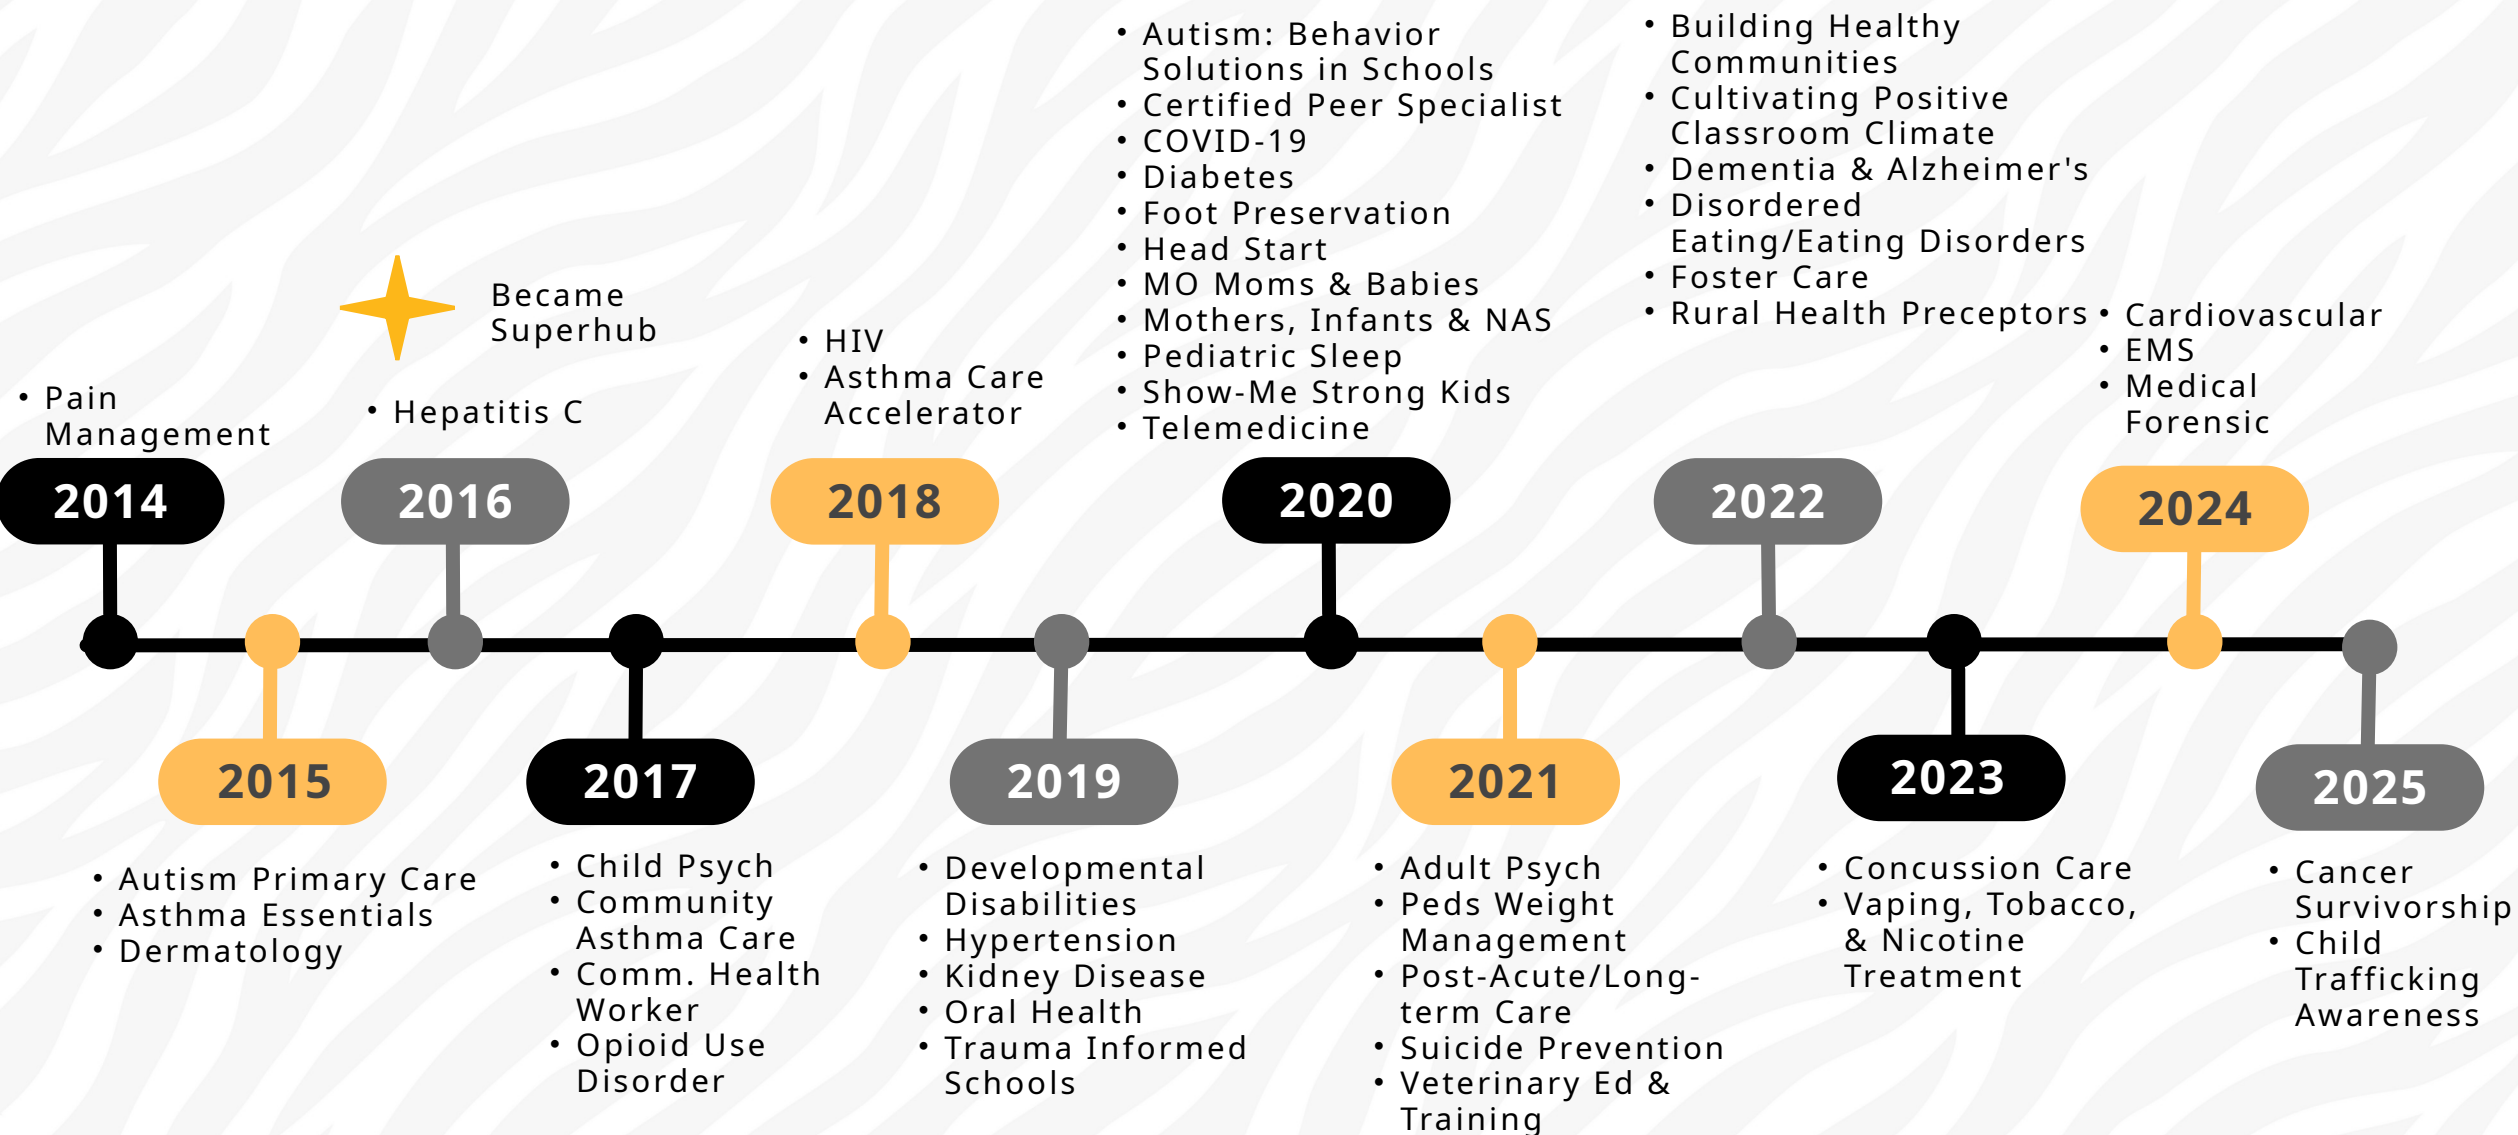 • Pain
Management
2014
2015
• Autism Primary Care
• Asthma Essentials
• Dermatology
Became
Superhub
• Hepatitis C
2016
2017
• Child Psych
• Community
Asthma Care
• Comm. Health
Worker
• Opioid Use
Disorder
• HIV
• Asthma Care
Accelerator
2018
2019
• Developmental
Disabilities
• Hypertension
• Kidney Disease
• Oral Health
• Trauma Informed
Schools
• Autism: Behavior
Solutions in Schools
• Certified Peer Specialist
• COVID-19
• Diabetes
• Foot Preservation
• Head Start
• MO Moms & Babies
• Mothers, Infants & NAS
• Pediatric Sleep
• Show-Me Strong Kids
• Telemedicine
2020
2021
• Adult Psych
• Peds Weight
Management
• Post-Acute/Long-
term Care
• Suicide Prevention
• Veterinary Ed &
Training
• Building Healthy
Communities
• Cultivating Positive
Classroom Climate
• Dementia & Alzheimer's
• Disordered
Eating/Eating Disorders
• Foster Care
• Rural Health Preceptors
2022
2023
• Concussion Care
• Vaping, Tobacco,
& Nicotine
Treatment
• Cardiovascular
• EMS
• Medical
Forensic
2024
2025
• Cancer
Survivorship
• Child
Trafficking
Awareness